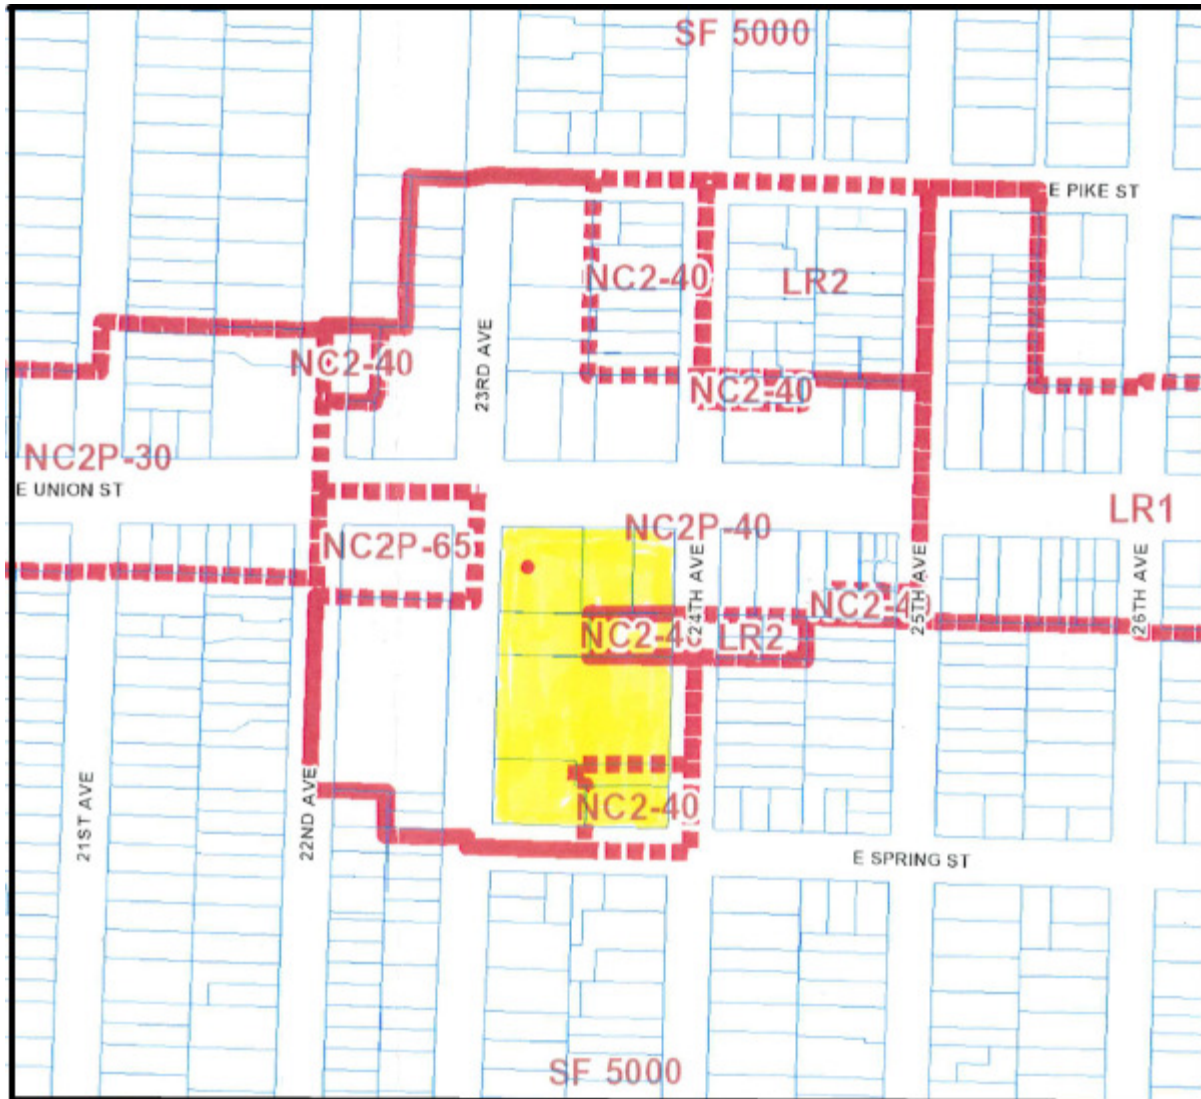 SF 5000
E PIKE ST
NC2-40
LR2
23RD AVE
NC2-40
NC2-40
NC2P-30
E UNION ST
LR1
NC2P-65
NC2P-40
24TH AVE
25TH AVE
26TH AVE
NC2-40
NC2-40
LR2
21ST AVE
22ND AVE
NC2-40
E SPRING ST
SF 5000